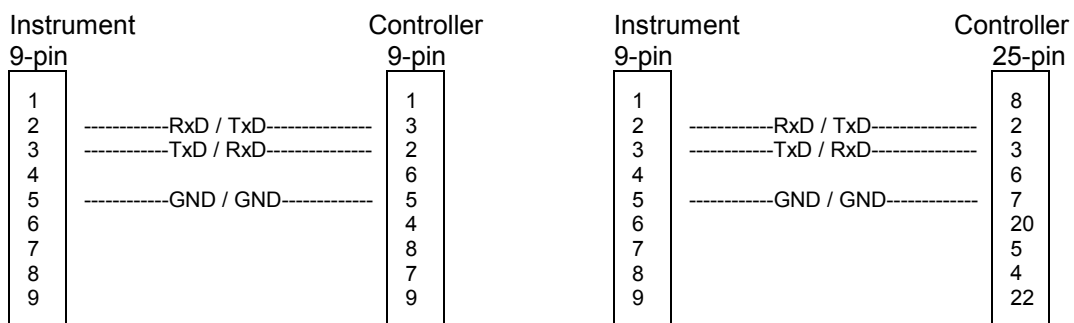 Instrument Controller Instrument Controller
9-pin 9-pin 9-pin 25-pin
1 1 1 8
2 ------------RxD / TxD--------------- 3 2 ------------RxD / TxD--------------- 2
3 ------------TxD / RxD--------------- 2 3 ------------TxD / RxD--------------- 3
4 6 4 6
5 ------------GND / GND------------- 5 5 ------------GND / GND------------- 7
6 4 6 20
7 8 7 5
8 7 8 4
9 9 9 22